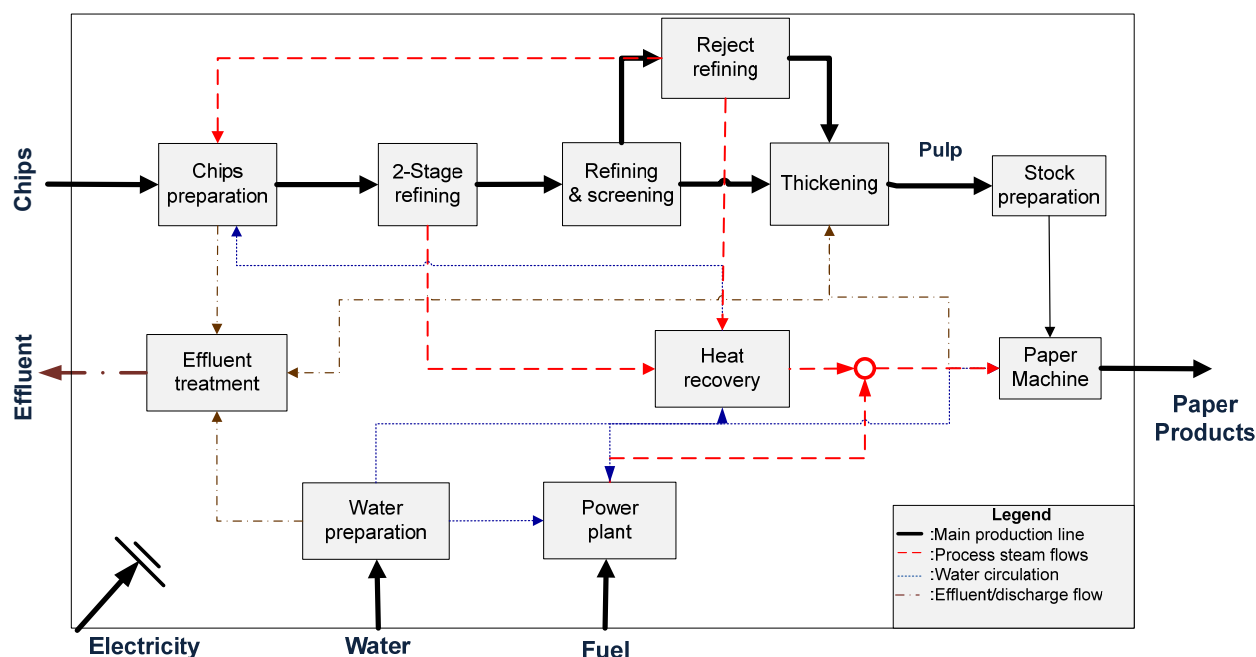 Reject
refining
Chips
Chips
preparation
2-Stage
refining
Refining
& screening
Thickening
Pulp
Stock
preparation
Effluent
Effluent
treatment
Heat
recovery
Paper
Machine
Paper
Products
Water
preparation
Power
plant
Legend
:Main production line
:Process steam flows
:Water circulation
:Effluent/discharge flow
Electricity
Water
Fuel